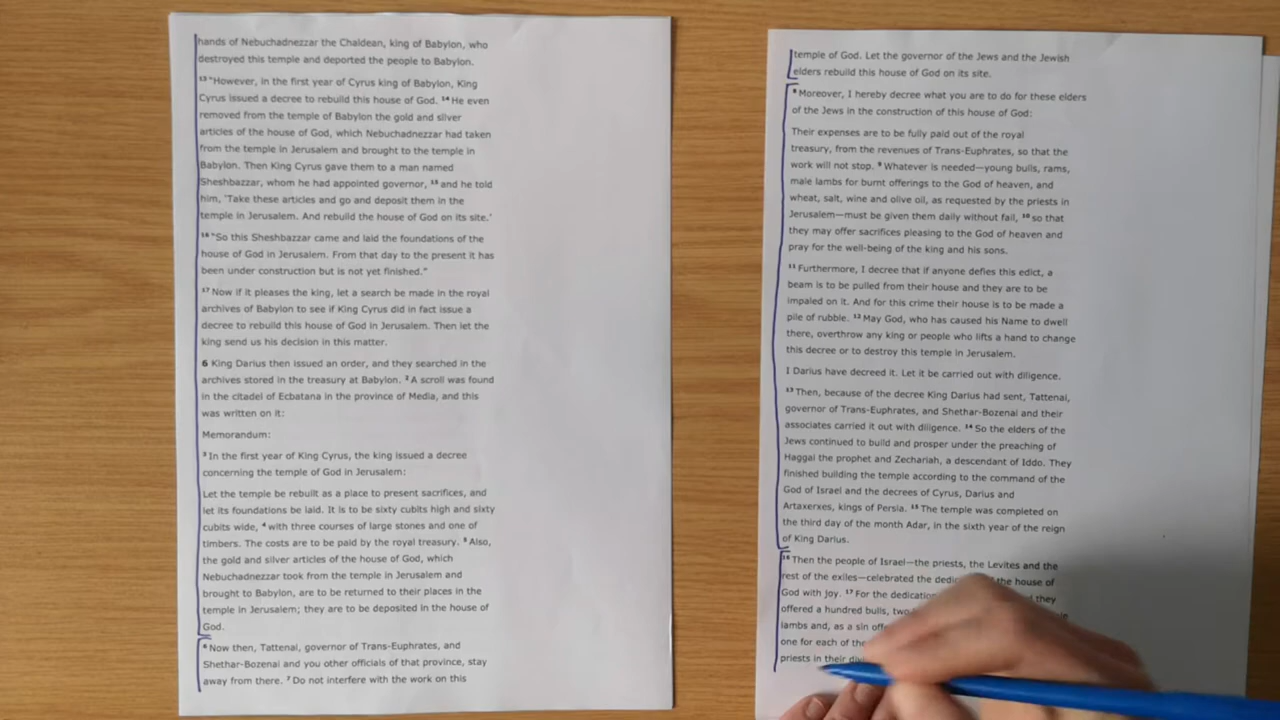 hands of Nebuchadnezzar the Chaldean, king of Babylon, who
destroyed this temple and deported the people to Babylon.
13 "However, in the first year of Cyrus king of Babylon, King
Cyrus issued a decree to rebuild this house of God. 14 He even
removed from the temple of Babylon the gold and silver
articles of the house of God, which Nebuchadnezzar had taken
from the temple in Jerusalem and brought to the temple in
Babylon. Then King Cyrus gave them to a man named
Sheshbazzar, whom he had appointed governor, 15 and he told
him, 'Take these articles and go and deposit them in the
temple in Jerusalem. And rebuild the house of God on its site.'
16 "So this Sheshbazzar came and laid the foundations of the
house of God in Jerusalem. From that day to the present it has
been under construction but is not yet finished."
17 Now if it pleases the king, let a search be made in the royal
archives of Babylon to see if King Cyrus did in fact issue a
decree to rebuild this house of God in Jerusalem. Then let the
king send us his decision in this matter.
6 King Darius then issued an order, and they searched in the
archives stored in the treasury at Babylon. 2 A scroll was found
in the citadel of Ecbatana in the province of Media, and this
was written on it:
Memorandum:
3 In the first year of King Cyrus, the king issued a decree
concerning the temple of God in Jerusalem:
Let the temple be rebuilt as a place to present sacrifices, and
let its foundations be laid. It is to be sixty cubits high and sixty
cubits wide, 4 with three courses of large stones and one of
timbers. The costs are to be paid by the royal treasury. 5 Also,
the gold and silver articles of the house of God, which
Nebuchadnezzar took from the temple in Jerusalem and
brought to Babylon, are to be returned to their places in the
temple in Jerusalem; they are to be deposited in the house of
God.
6 Now then, Tattenai, governor of Trans-Euphrates, and
Shethar-Bozenai and you other officials of that province, stay
away from there. 7 Do not interfere with the work on this
temple of God. Let the governor of the Jews and the Jewish
elders rebuild this house of God on its site.
8 Moreover, I hereby decree what you are to do for these elders
of the Jews in the construction of this house of God:
Their expenses are to be fully paid out of the royal
treasury, from the revenues of Trans-Euphrates, so that the
work will not stop. 9 Whatever is needed—young bulls, rams,
male lambs for burnt offerings to the God of heaven, and
wheat, salt, wine and olive oil, as requested by the priests in
Jerusalem—must be given them daily without fail, 10 so that
they may offer sacrifices pleasing to the God of heaven and
pray for the well-being of the king and his sons.
11 Furthermore, I decree that if anyone defies this edict, a
beam is to be pulled from their house and they are to be
impaled on it. And for this crime their house is to be made a
pile of rubble. 12 May God, who has caused his Name to dwell
there, overthrow any king or people who lifts a hand to change
this decree or to destroy this temple in Jerusalem.
I Darius have decreed it. Let it be carried out with diligence.
13 Then, because of the decree King Darius had sent, Tattenai,
governor of Trans-Euphrates, and Shethar-Bozenai and their
associates carried it out with diligence. 14 So the elders of the
Jews continued to build and prosper under the preaching of
Haggai the prophet and Zechariah, a descendant of Iddo. They
finished building the temple according to the command of the
God of Israel and the decrees of Cyrus, Darius and
Artaxerxes, kings of Persia. 15 The temple was completed on
the third day of the month Adar, in the sixth year of the reign
of King Darius.
16 Then the people of Israel—the priests, the Levites and the
rest of the exiles—celebrated the the house of
God with joy. 17 For the they
offered a hundred bulls,
lambs and, as a sin
one for each of the
priests in their